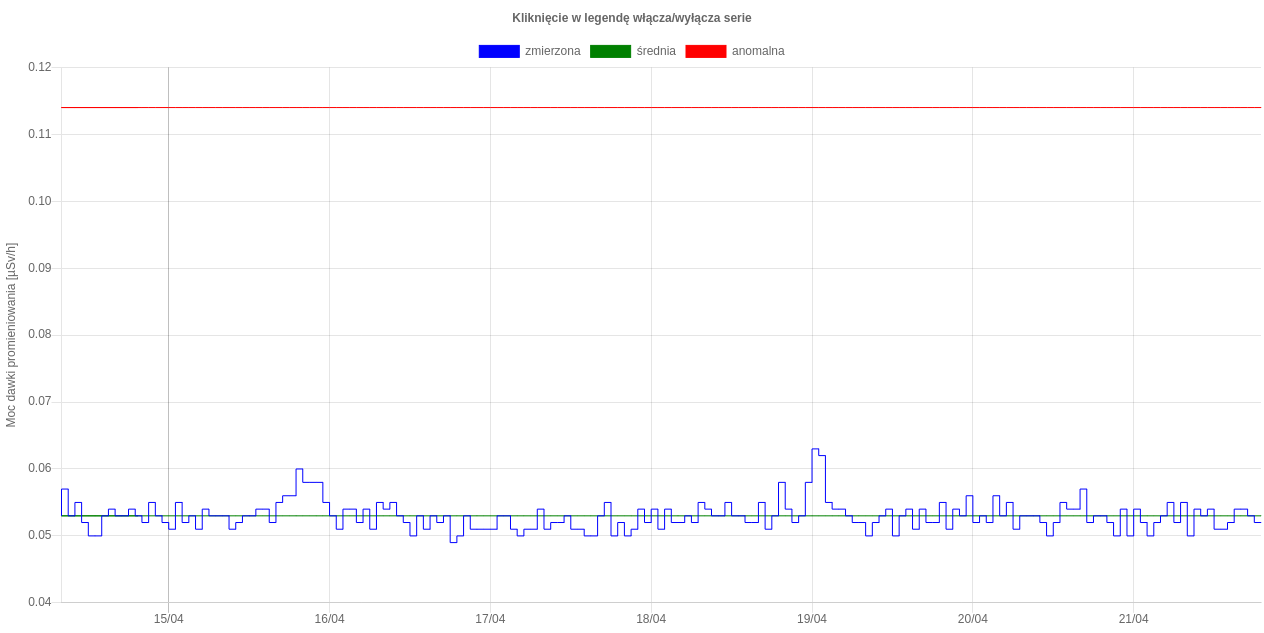 Kliknięcie w legendę włącza/wyłącza serie
zmierzona średnia anomalna
Moc dawki promieniowania [µSv/h]
0.12
0.11
0.10
0.09
0.08
0.07
0.06
0.05
0.04
15/04 16/04 17/04 18/04 19/04 20/04 21/04